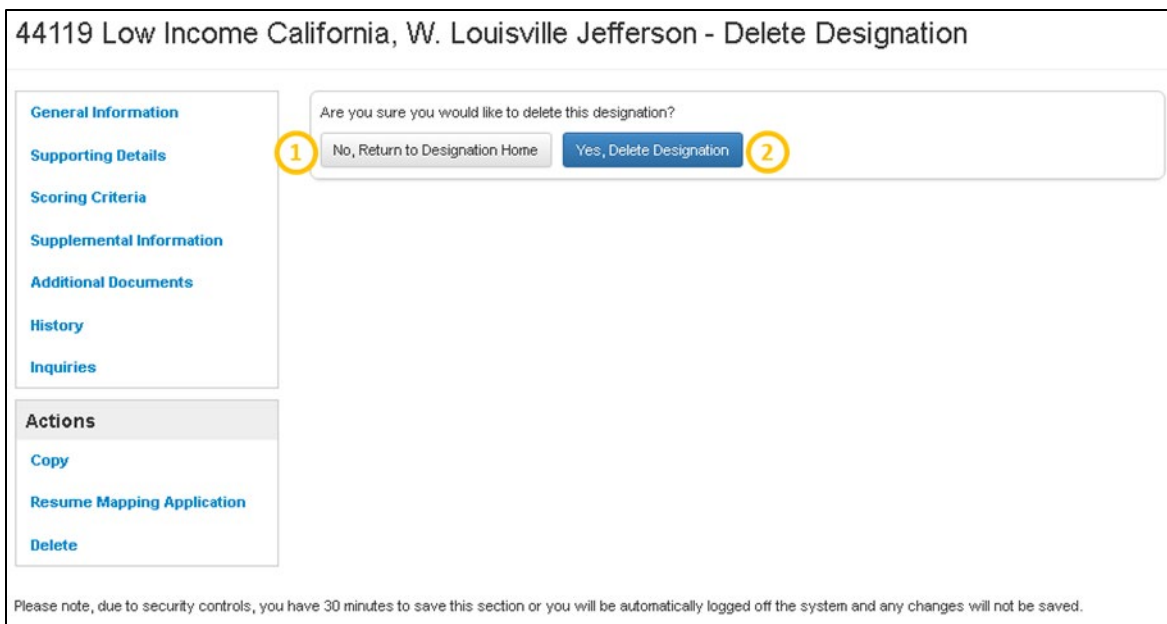 44119 Low Income California, W. Louisville Jefferson - Delete Designation
General Information
Supporting Details
Scoring Criteria
Supplemental Information
Additional Documents
History
Inquiries
Actions
Copy
Resume Mapping Application
Delete
Are you sure you would like to delete this designation?
1 No, Return to Designation Home Yes, Delete Designation 2
Please note, due to security controls, you have 30 minutes to save this section or you will be automatically logged off the system and any changes will not be saved.